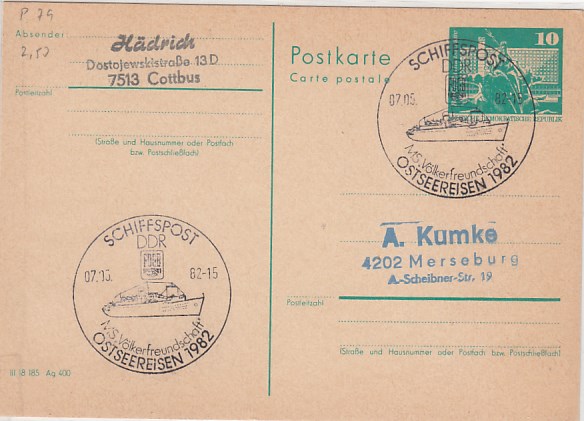 P 79
2,50
Absender
Hädrich
Dostojewskistraße 13 D
7513 Cottbus
Postleitzahl
(Straße und Hausnummer oder Postfach
bzw. Postschließfach)
Postkarte
Carte postale
10
DEUTSCHE DEMOKRATISCHE REPUBLIK
SCHIFFSPOST
DDR
FDGB
07.05. 82-15
MS„Völkerfreundschaft"
OSTSEEREISEN 1982
A. Kumke
4202 Merseburg
A.-Scheibner-Str. 19
Postleitzahl
(Straße und Hausnummer oder Postfach bzw. Postschließfach)
SCHIFFSPOST
DDR
FDGB
07.05. 82-15
MS„Völkerfreundschaft"
OSTSEEREISEN 1982
III 18 185 Ag 400